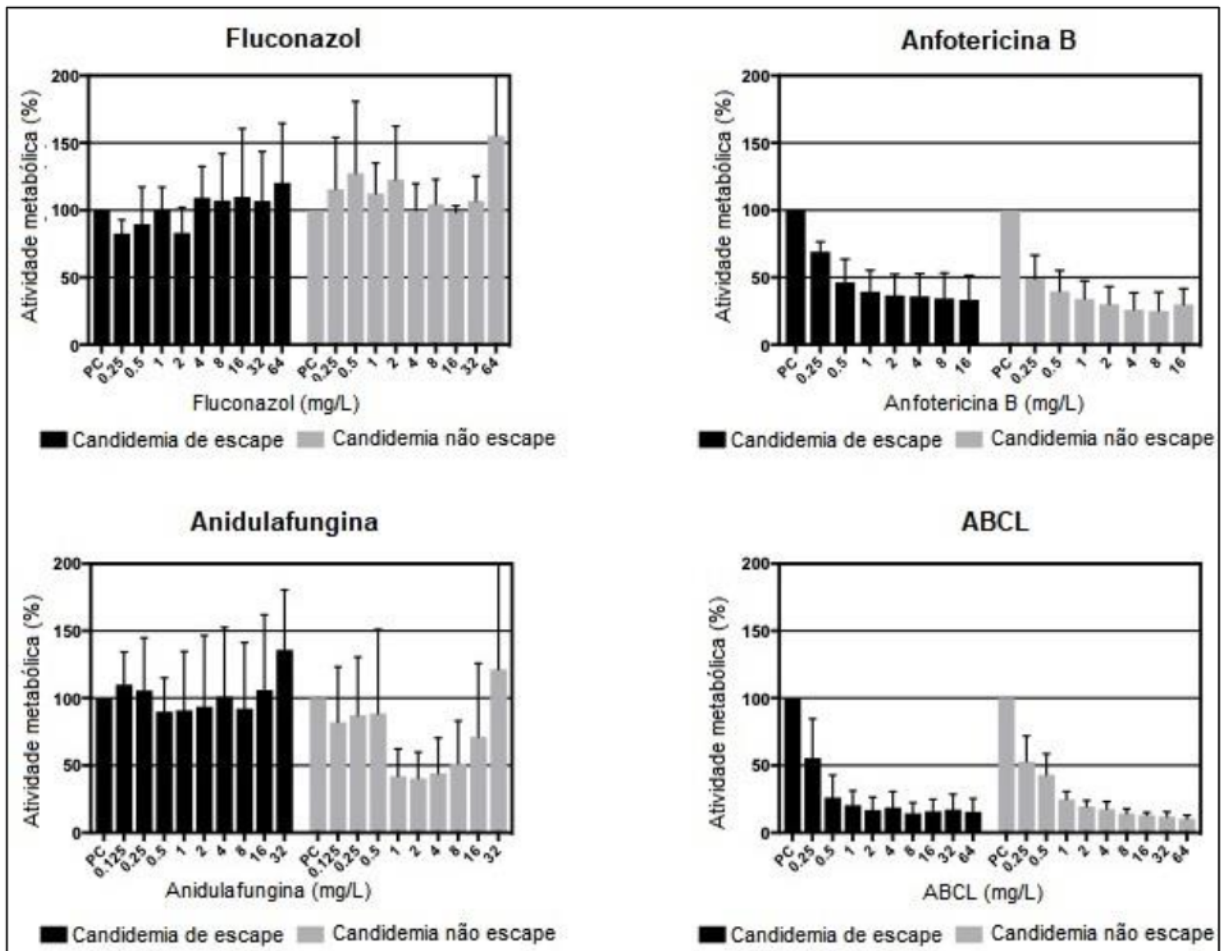 Fluconazol
Atividade metabólica (%)
200
150
100
50
0
PC 0.25 0.5 1 2 4 8 16 32 64 PC 0.25 0.5 1 2 4 8 16 32 64
Fluconazol (mg/L)
Candidemia de escape Candidemia não escape
Anfotericina B
Atividade metabólica (%)
200
150
100
50
0
PC 0.25 0.5 1 2 4 8 16 PC 0.25 0.5 1 2 4 8 16
Anfotericina B (mg/L)
Candidemia de escape Candidemia não escape
Anidulafungina
Atividade metabólica (%)
200
150
100
50
0
PC 0.125 0.25 0.5 1 2 4 8 16 32 PC 0.125 0.25 0.5 1 2 4 8 16 32
Anidulafungina (mg/L)
Candidemia de escape Candidemia não escape
ABCL
Atividade metabólica (%)
200
150
100
50
0
PC 0.25 0.5 1 2 4 8 16 32 64 PC 0.25 0.5 1 2 4 8 16 32 64
ABCL (mg/L)
Candidemia de escape Candidemia não escape